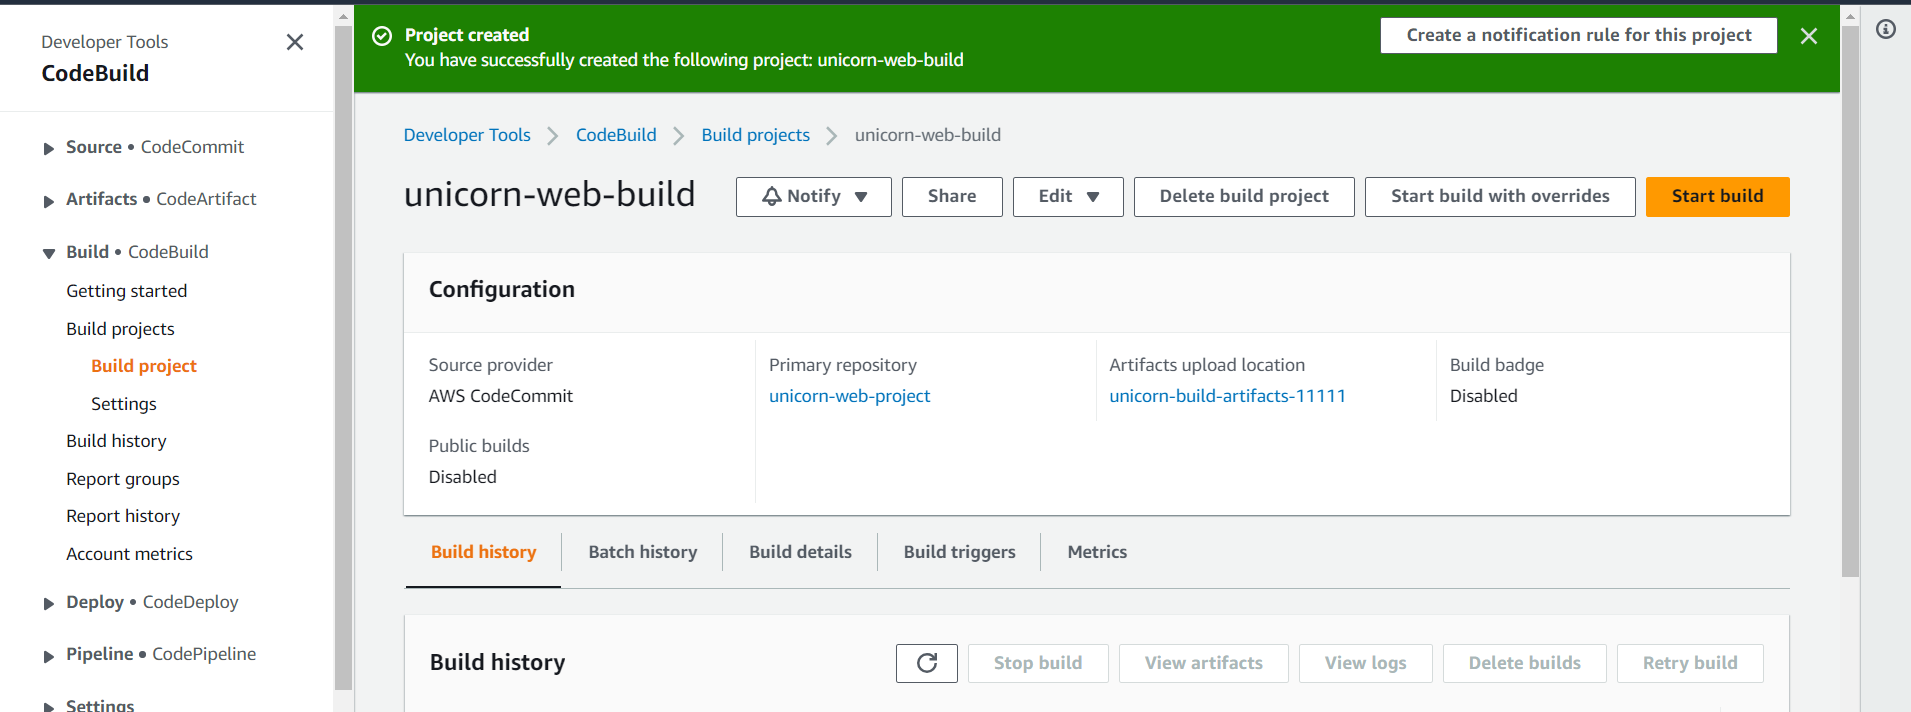 Developer Tools
CodeBuild
Source • CodeCommit
Artifacts • CodeArtifact
Build • CodeBuild
Getting started
Build projects
Build project
Settings
Build history
Report groups
Report history
Account metrics
Deploy • CodeDeploy
Pipeline • CodePipeline
Settings
Project created
You have successfully created the following project: unicorn-web-build
Create a notification rule for this project
Developer Tools > CodeBuild > Build projects > unicorn-web-build
unicorn-web-build
Notify
Share
Edit
Delete build project
Start build with overrides
Start build
Configuration
Source provider
AWS CodeCommit
Primary repository
unicorn-web-project
Artifacts upload location
unicorn-build-artifacts-11111
Build badge
Disabled
Public builds
Disabled
Build history
Batch history
Build details
Build triggers
Metrics
Build history
Stop build
View artifacts
View logs
Delete builds
Retry build